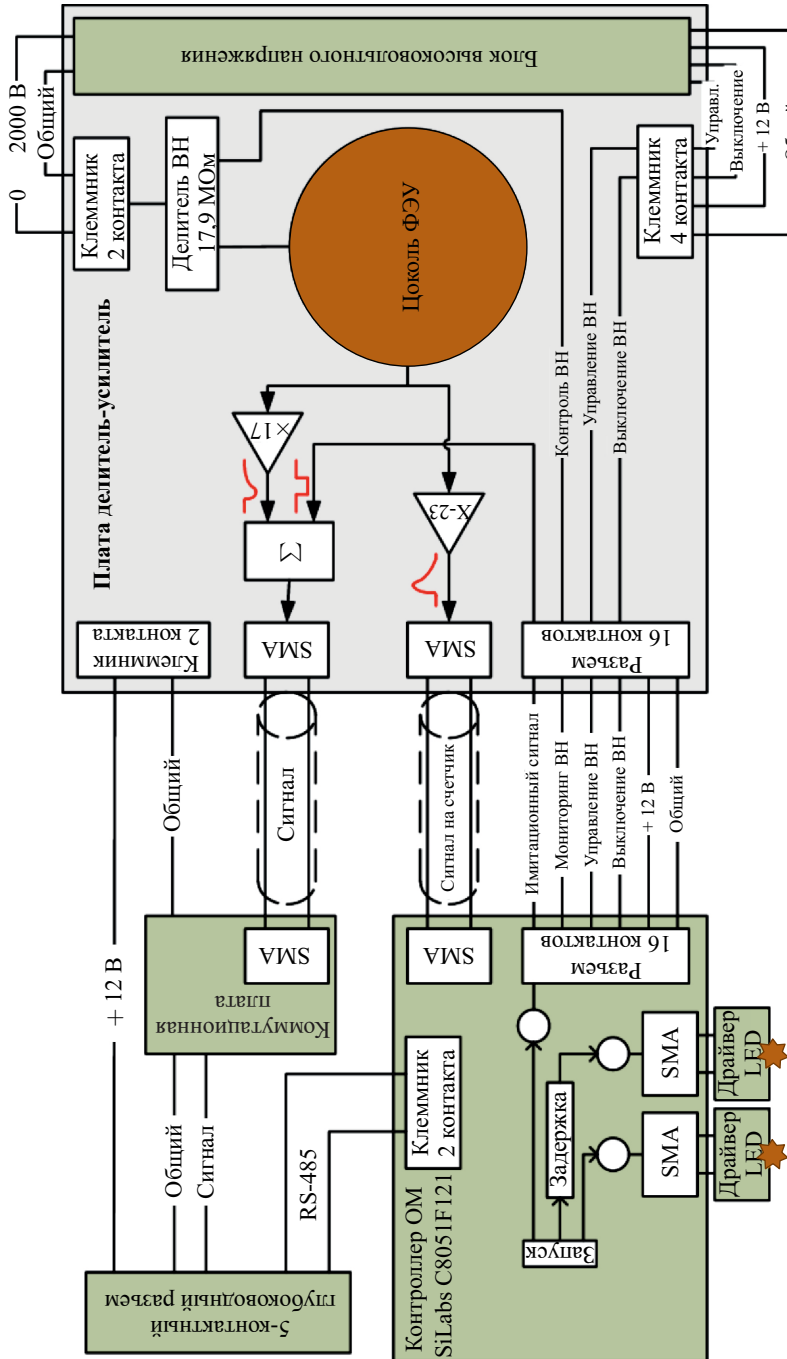 0
2000 В
Общий
Блок высоковольтного напряжения
Клеммник
2 контакта
Делитель ВН
17,9 МОм
Цоколь ФЭУ
Управл.
Выключение
+ 12 В
Клеммник
4 контакта
Плата делитель-усилитель
×17
Σ
X-23
Контроль ВН
Управление ВН
Выключение ВН
Клеммник
2 контакта
SMA
SMA
Разъем
16 контактов
Общий
Сигнал
Сигнал на счетчик
Имитационный сигнал
Мониторинг ВН
Управление ВН
Выключение ВН
+ 12 В
Общий
+ 12 В
Коммутационная
плата
SMA
SMA
Разъем
16 контактов
Общий
Сигнал
RS-485
Клеммник
2 контакта
Задержка
Запуск
SMA
SMA
Драйвер
LED
Драйвер
LED
5-контактный
глубоководный разъем
Контроллер ОМ
SiLabs C8051F121